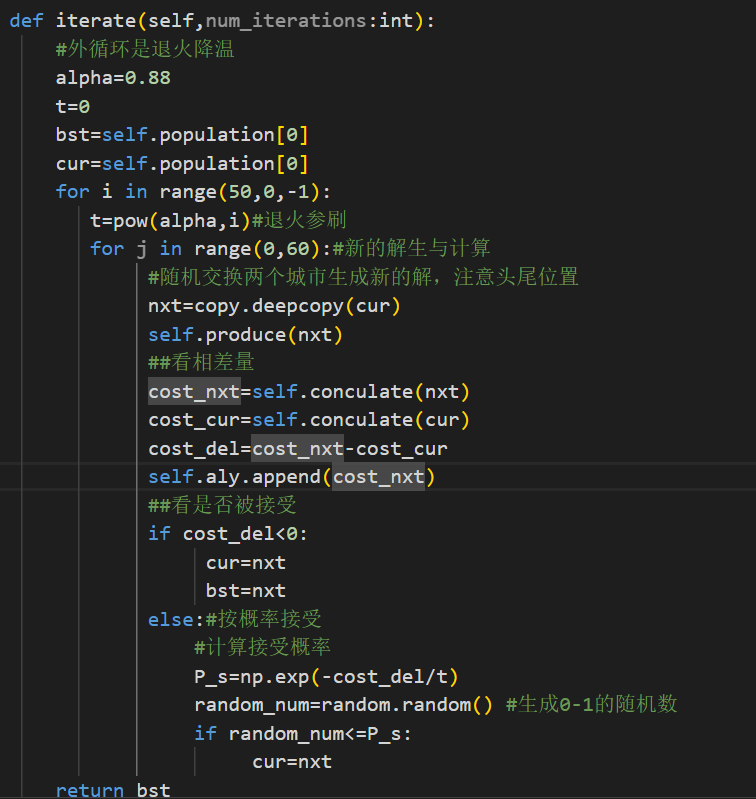 def iterate(self,num_iterations:int):
#外循环是退火降温
alpha=0.88
t=0
bst=self.population[0]
cur=self.population[0]
for i in range(50,0,-1):
t=pow(alpha,i)#退火参刷
for j in range(0,60):#新的解生与计算
#随机交换两个城市生成新的解，注意头尾位置
nxt=copy.deepcopy(cur)
self.produce(nxt)
##看相差量
cost_nxt=self.conculate(nxt)
cost_cur=self.conculate(cur)
cost_del=cost_nxt-cost_cur
self.aly.append(cost_nxt)
##看是否被接受
if cost_del<0:
cur=nxt
bst=nxt
else:#按概率接受
#计算接受概率
P_s=np.exp(-cost_del/t)
random_num=random.random() #生成0-1的随机数
if random_num<=P_s:
cur=nxt
return bst